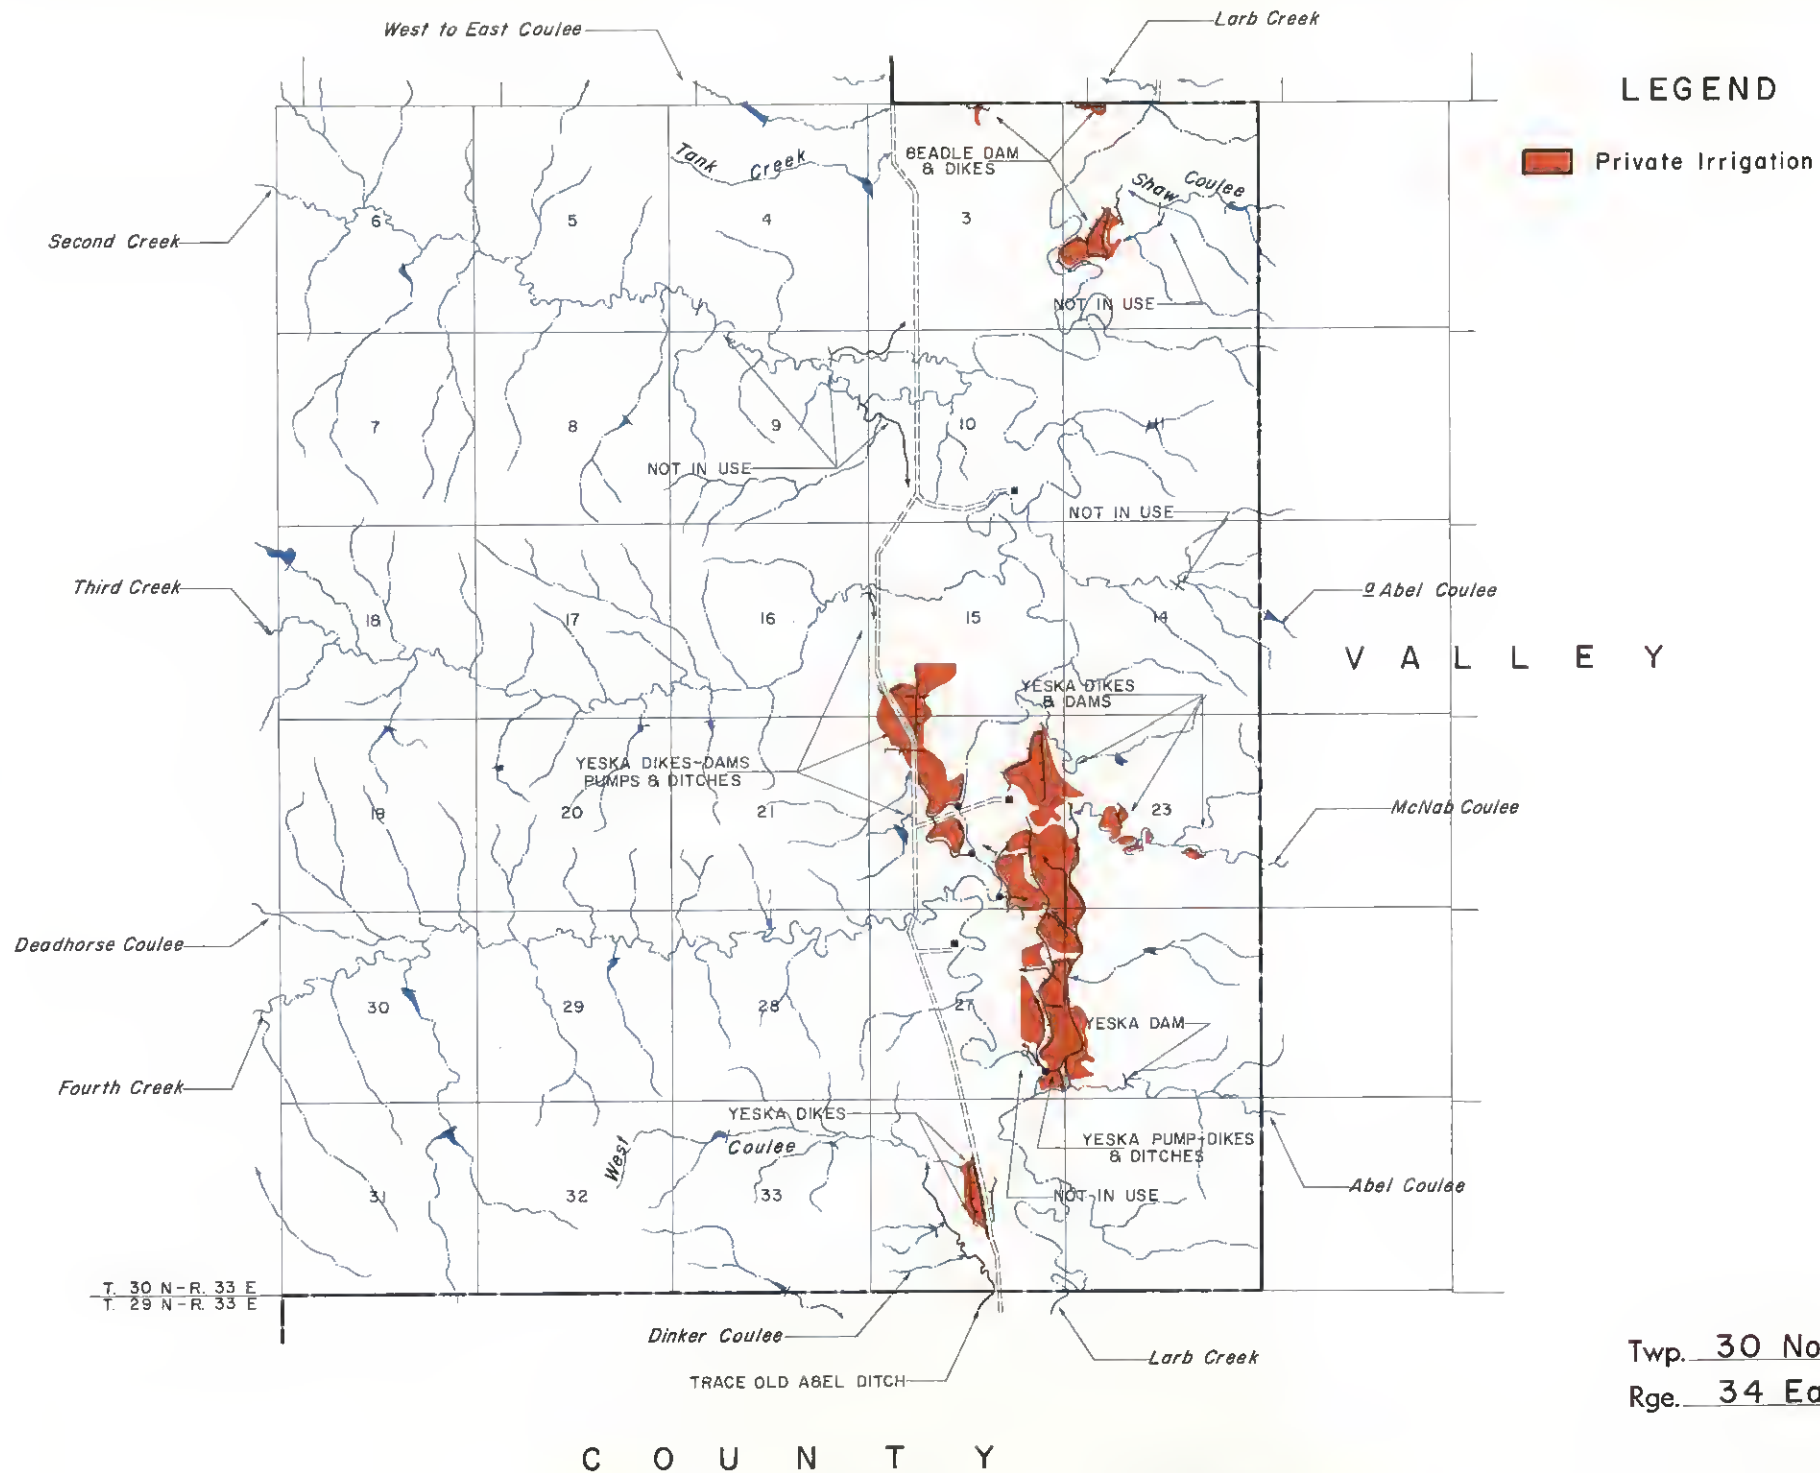 West to East Coulee
Larb Creek
LEGEND
Private Irrigation
Tank Creek
BEADLE DAM
& DIKES
Shaw Coulee
6
5
4
3
Second Creek
NOT IN USE
7
8
9
10
11
NOT IN USE
NOT IN USE
Third Creek
a Abel Coulee
18
17
16
15
14
VALLEY
YESKA DIKES
& DAMS
YESKA DIKES-DAMS
PUMPS & DITCHES
19
20
21
23
McNab Coulee
Deadhorse Coulee
30
29
28
27
YESKA DAM
Fourth Creek
YESKA DIKES
West Coulee
YESKA PUMP-DIKES
& DITCHES
31
32
33
NOT IN USE
Abel Coulee
T. 30 N-R. 33 E
T. 29 N-R. 33 E
Dinker Coulee
Larb Creek
TRACE OLD ABEL DITCH
Twp. 30 No
Rge. 34 Ea
COUNTY